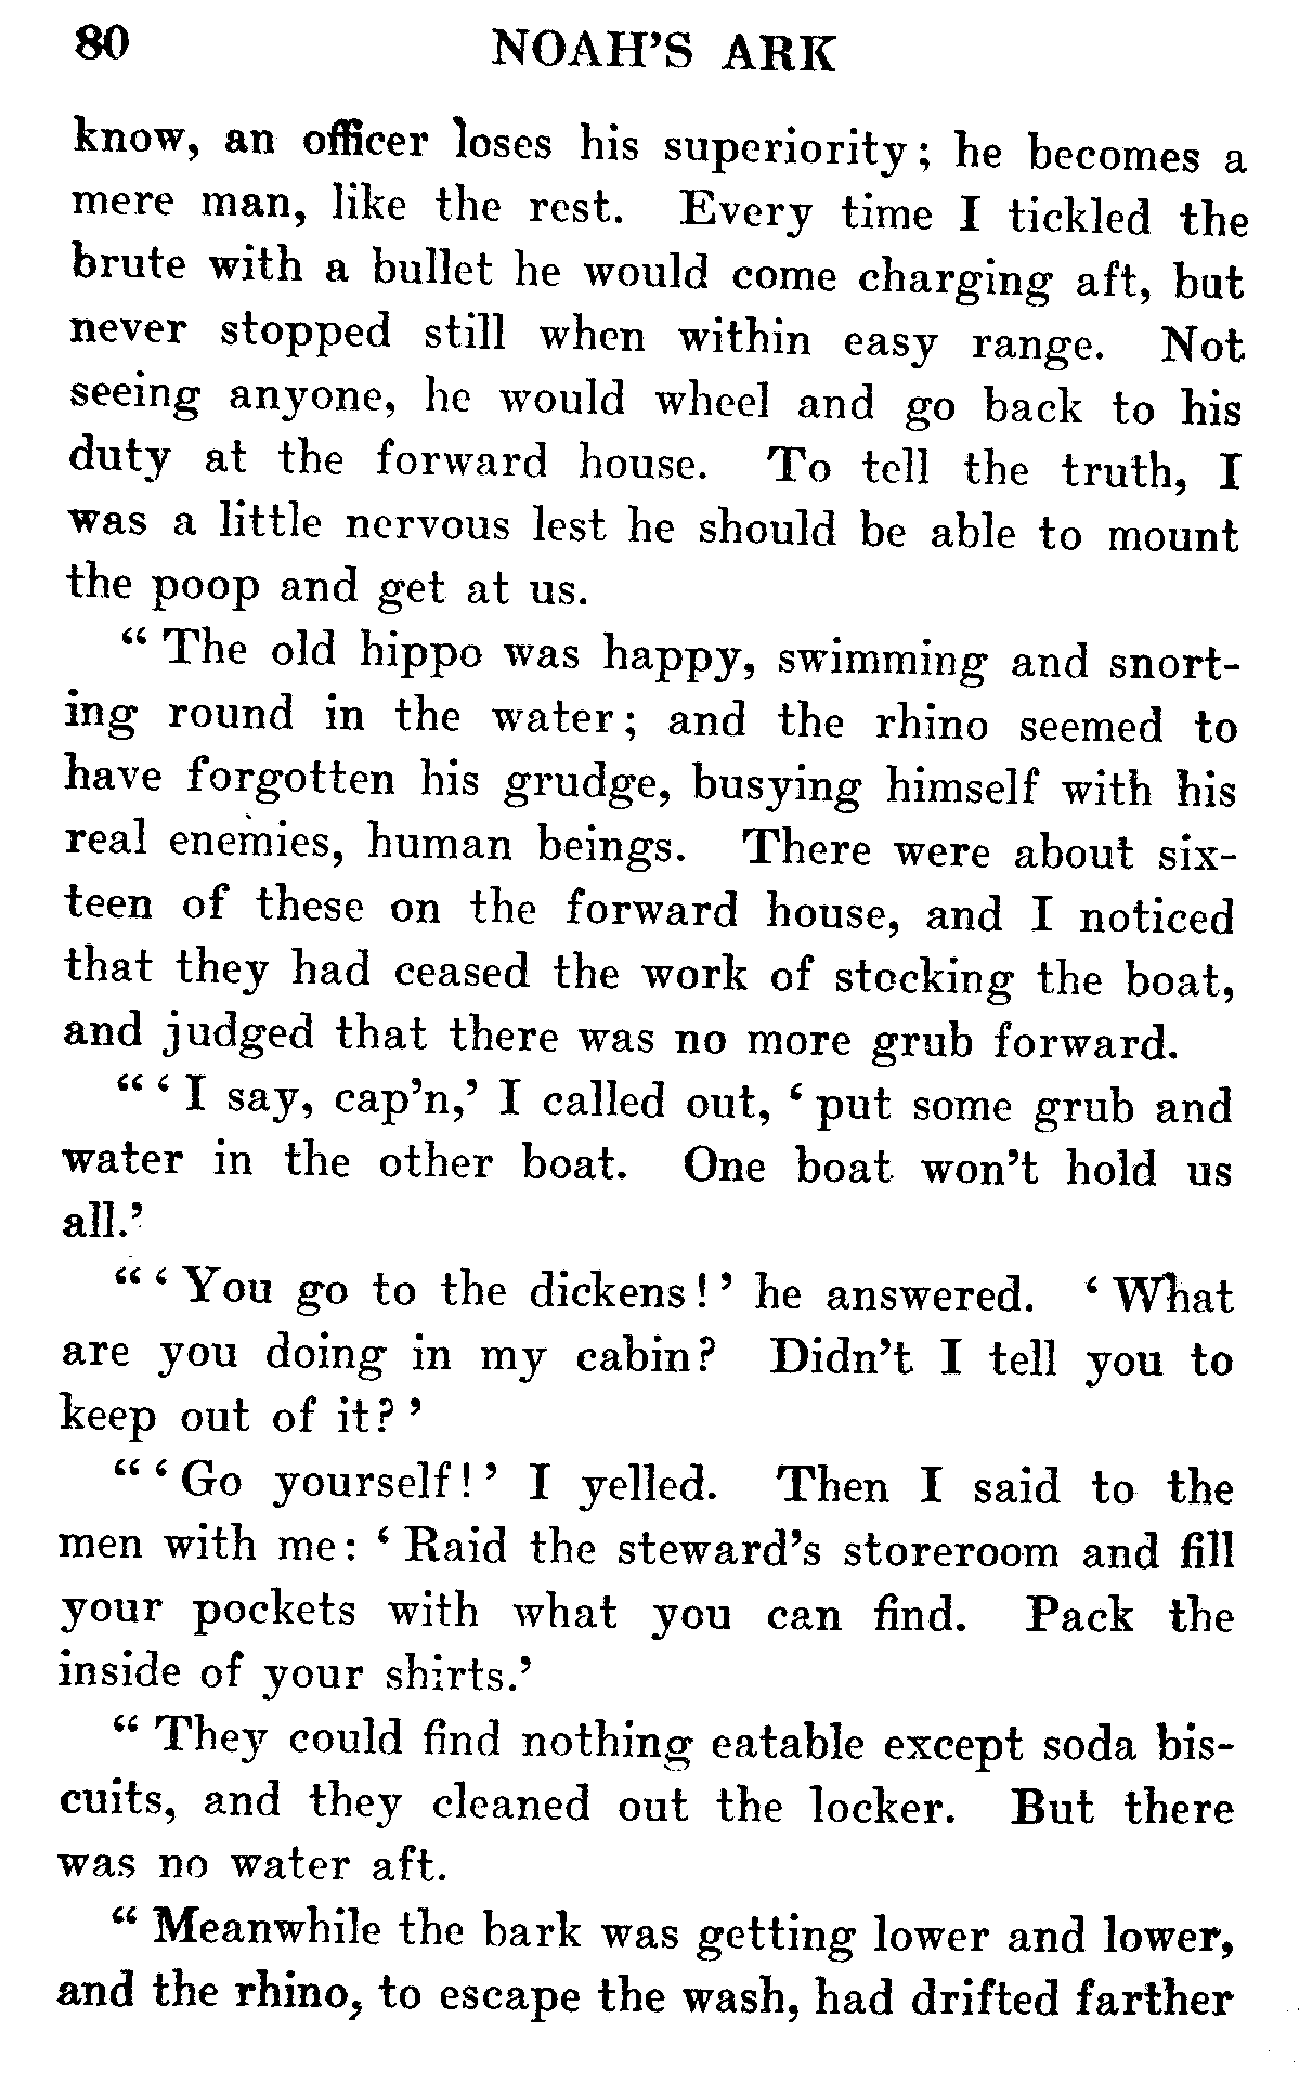 80 NOAH'S ARK
know, an officer loses his superiority; he becomes a
mere man, like the rest. Every time I tickled the
brute with a bullet he would come charging aft, but
never stopped still when within easy range. Not
seeing anyone, he would wheel and go back to his
duty at the forward house. To tell the truth, I
was a little nervous lest he should be able to mount
the poop and get at us.
“ The old hippo was happy, swimming and snort-
ing round in the water; and the rhino seemed to
have forgotten his grudge, busying himself with his
real enemies, human beings. There were about six-
teen of these on the forward house, and I noticed
that they had ceased the work of stocking the boat,
and judged that there was no more grub forward.
“ ‘ I say, cap’n,’ I called out, ‘ put some grub and
water in the other boat. One boat won’t hold us
all.’
“ ‘ You go to the dickens! ’ he answered. ‘ What
are you doing in my cabin? Didn’t I tell you to
keep out of it? ’
“ ‘ Go yourself! ’ I yelled. Then I said to the
men with me: ‘ Raid the steward’s storeroom and fill
your pockets with what you can find. Pack the
inside of your shirts.’
“ They could find nothing eatable except soda bis-
cuits, and they cleaned out the locker. But there
was no water aft.
“ Meanwhile the bark was getting lower and lower,
and the rhino, to escape the wash, had drifted farther